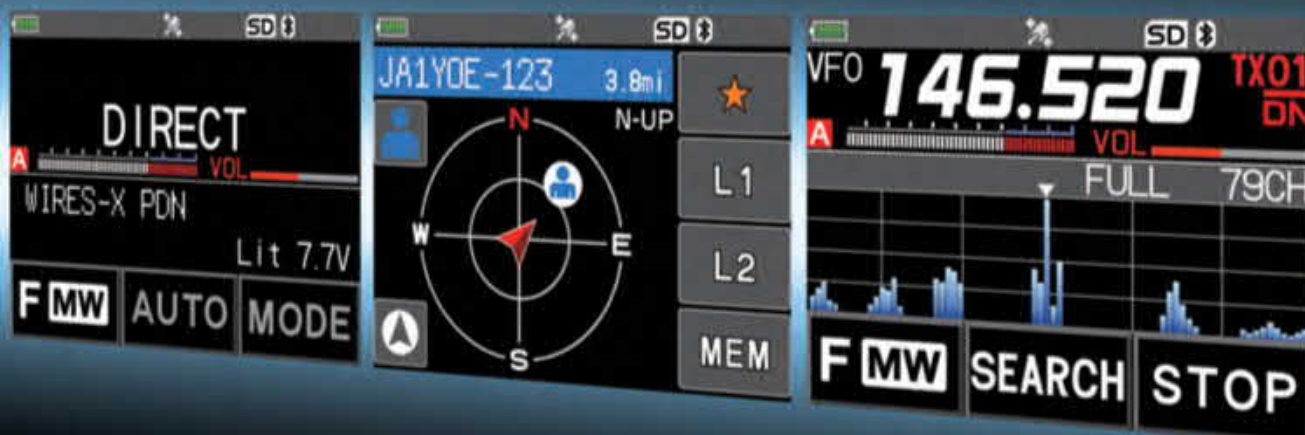 SD
DIRECT
A VOL
WIRES-X PDN
Lit 7.7V
F MW AUTO MODE
SD
JA1YOE-123 3.8mi
N N-UP
W E
S
L1
L2
MEM
SD
VFO 146.520 TX01
DN
A VOL
FULL 79CH
F MW SEARCH STOP